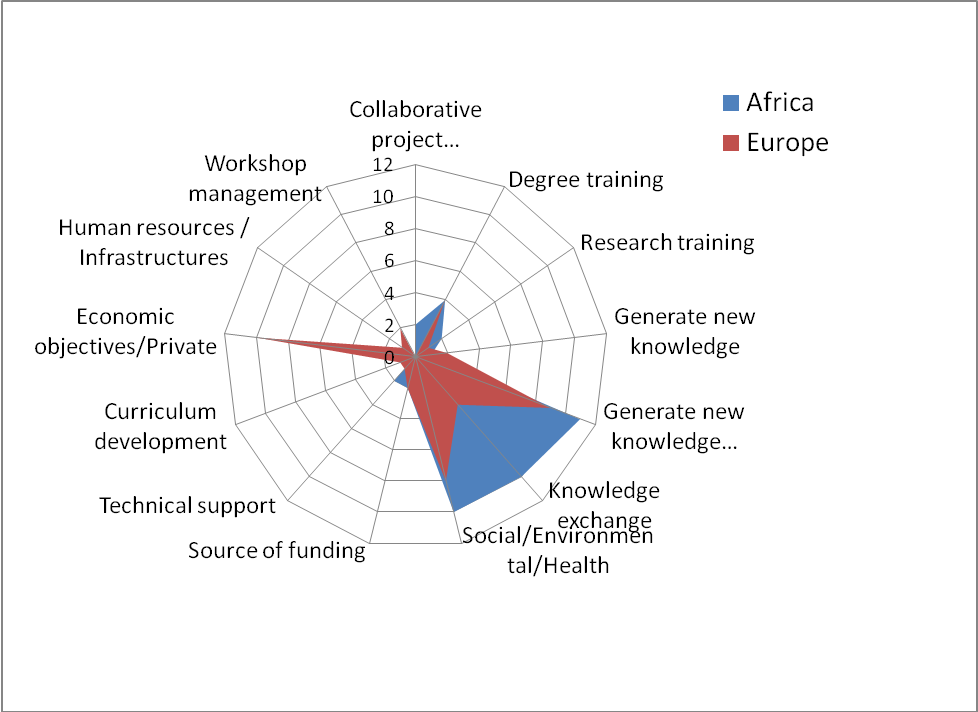 Africa
Europe
Collaborative
project...
Degree training
Research training
Generate new
knowledge
Generate new
knowledge...
Knowledge
exchange
Social/Environmen
tal/Health
Source of funding
Technical support
Curriculum
development
Economic
objectives/Private
Human resources /
Infrastructures
Workshop
management
12
10
8
6
4
2
0